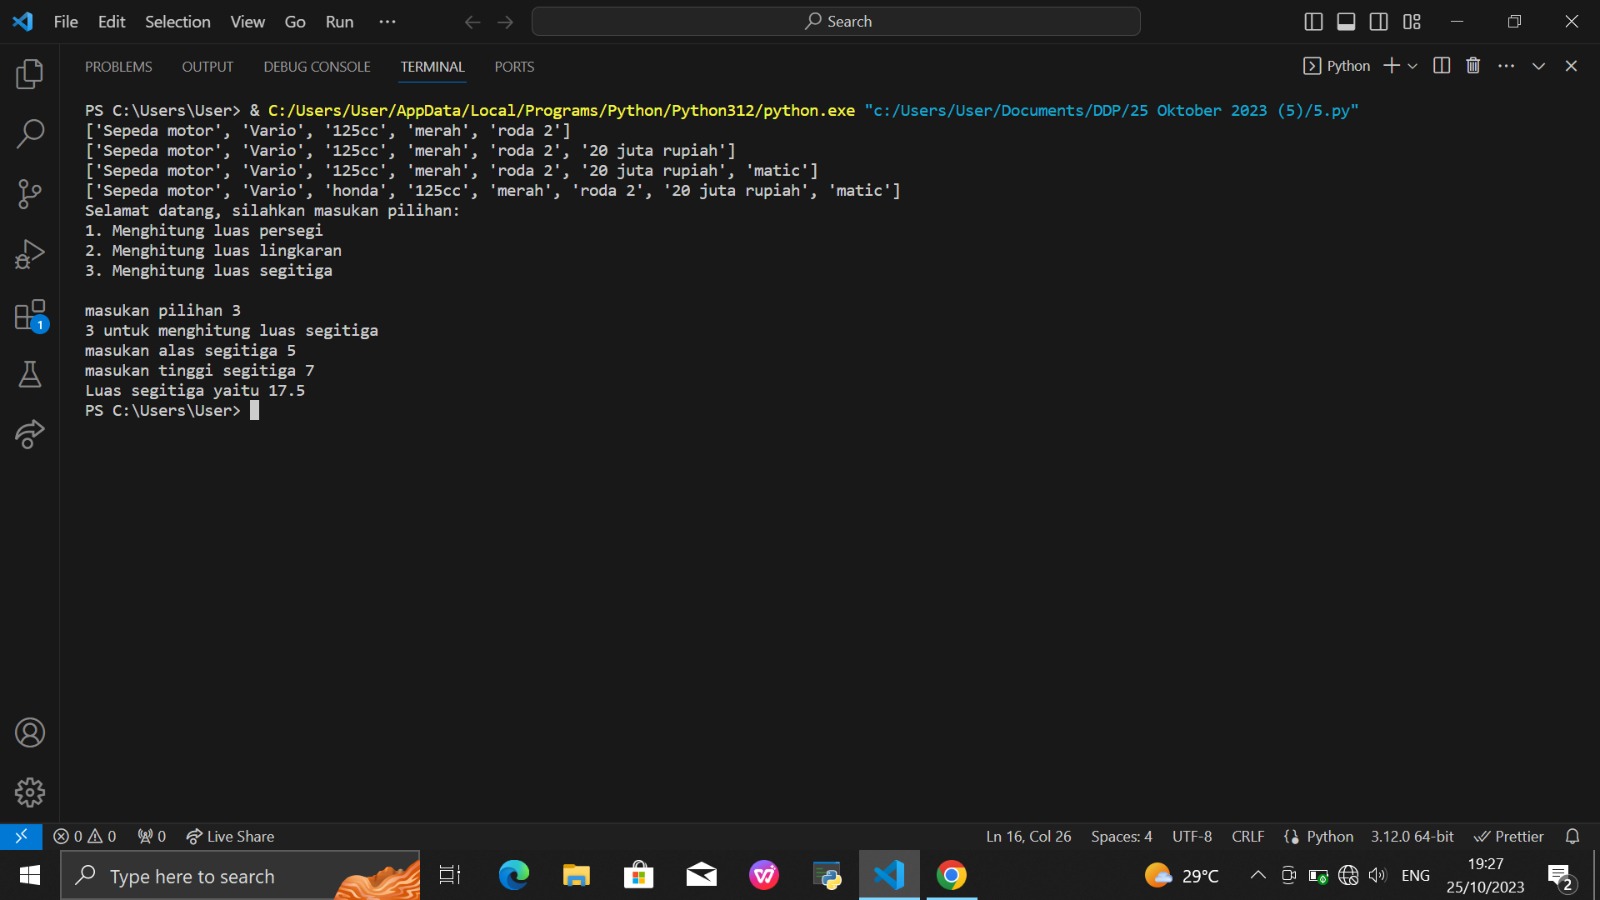 File Edit Selection View Go Run ··· Search
PROBLEMS OUTPUT DEBUG CONSOLE TERMINAL PORTS Python
PS C:\Users\User> & C:/Users/User/AppData/Local/Programs/Python/Python312/python.exe "c:/Users/User/Documents/DDP/25 Oktober 2023 (5)/5.py"
['Sepeda motor', 'Vario', '125cc', 'merah', 'roda 2']
['Sepeda motor', 'Vario', '125cc', 'merah', 'roda 2', '20 juta rupiah']
['Sepeda motor', 'Vario', '125cc', 'merah', 'roda 2', '20 juta rupiah', 'matic']
['Sepeda motor', 'Vario', 'honda', '125cc', 'merah', 'roda 2', '20 juta rupiah', 'matic']
Selamat datang, silahkan masukan pilihan:
1. Menghitung luas persegi
2. Menghitung luas lingkaran
3. Menghitung luas segitiga
masukan pilihan 3
3 untuk menghitung luas segitiga
masukan alas segitiga 5
masukan tinggi segitiga 7
Luas segitiga yaitu 17.5
PS C:\Users\User>
1
0 0 0 Live Share Ln 16, Col 26 Spaces: 4 UTF-8 CRLF Python 3.12.0 64-bit Prettier
Type here to search 29°C ENG 19:27
25/10/2023 2